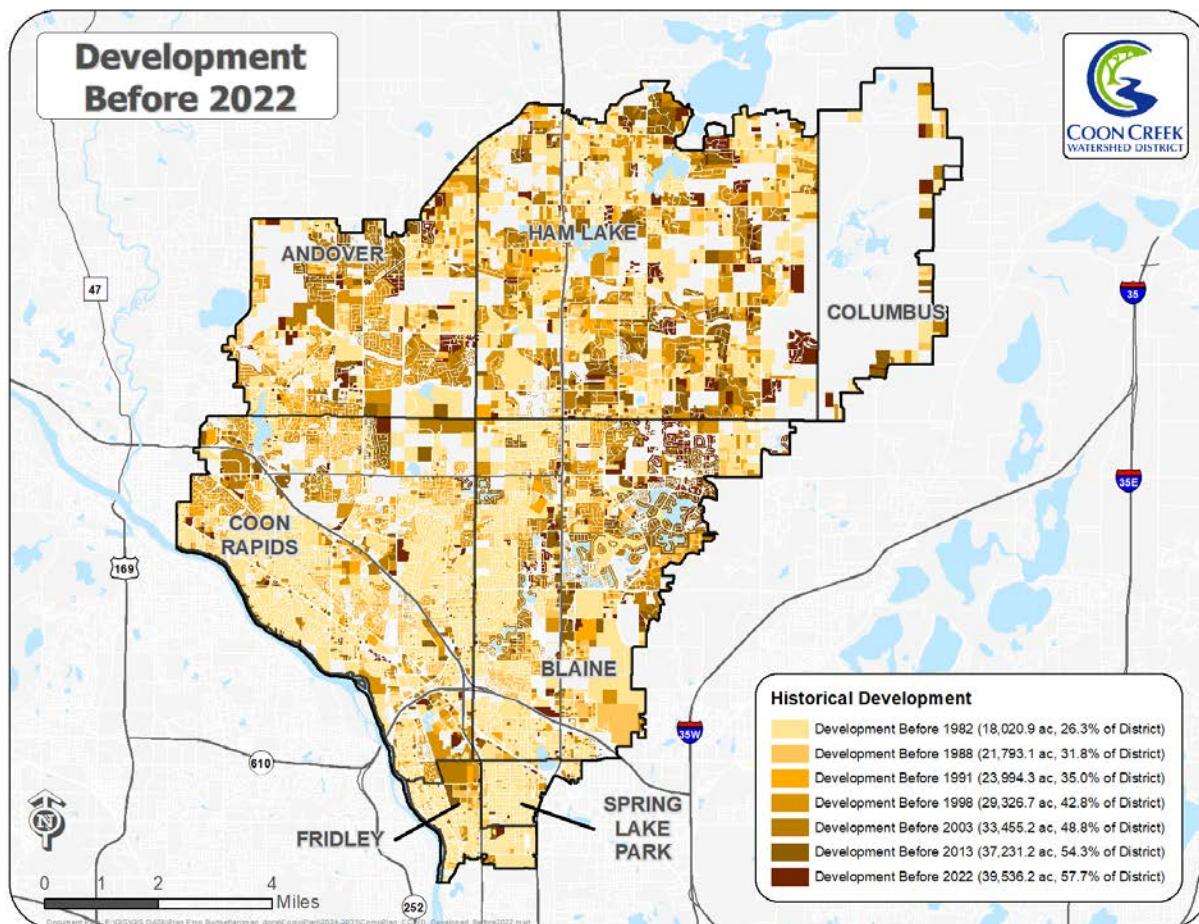 Development
Before 2022
COON CREEK
WATERSHED DISTRICT
ANDOVER
HAM LAKE
COLUMBUS
47
35
35E
COON
RAPIDS
169
BLAINE
35W
610
FRIDLEY
SPRING
LAKE
PARK
252
N
0 1 2 4
Miles
Historical Development
Development Before 1982 (18,020.9 ac, 26.3% of District)
Development Before 1988 (21,793.1 ac, 31.8% of District)
Development Before 1991 (23,994.3 ac, 35.0% of District)
Development Before 1998 (29,326.7 ac, 42.8% of District)
Development Before 2003 (33,455.2 ac, 48.8% of District)
Development Before 2013 (37,231.2 ac, 54.3% of District)
Development Before 2022 (39,536.2 ac, 57.7% of District)